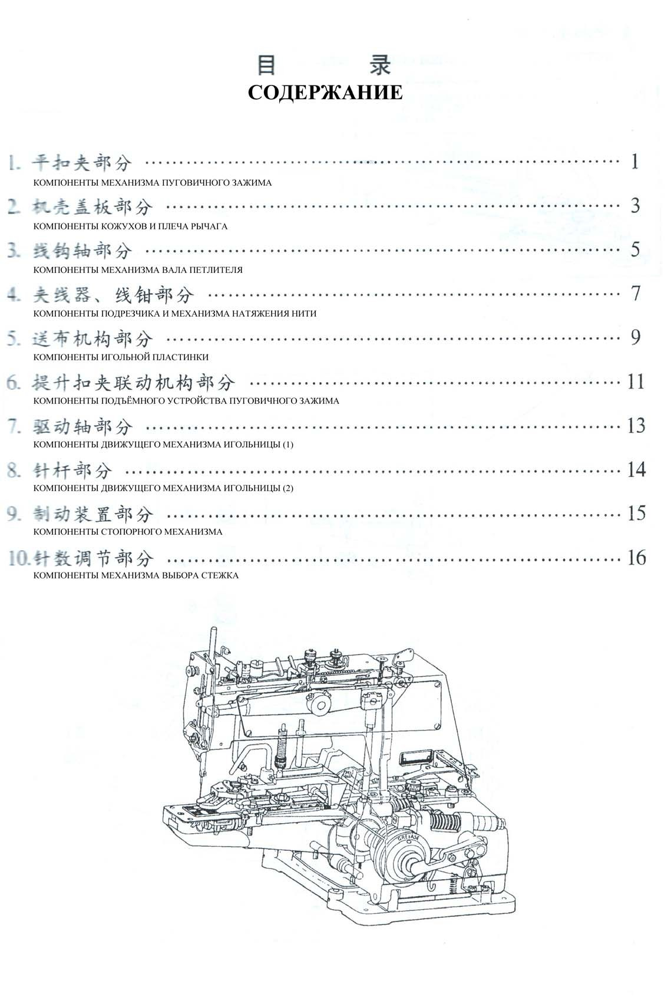 目 录
СОДЕРЖАНИЕ
1. 平扣夹部分 …………………………………………………………… 1
КОМПОНЕНТЫ МЕХАНИЗМА ПУГОВИЧНОГО ЗАЖИМА
2. 机壳盖板部分 ………………………………………………………… 3
КОМПОНЕНТЫ КОЖУХОВ И ПЛЕЧА РЫЧАГА
3. 线钩轴部分 …………………………………………………………… 5
КОМПОНЕНТЫ МЕХАНИЗМА ВАЛА ПЕТЛИТЕЛЯ
4. 夹线器、线钳部分 …………………………………………………… 7
КОМПОНЕНТЫ ПОДРЕЗЧИКА И МЕХАНИЗМА НАТЯЖЕНИЯ НИТИ
5. 送布机构部分 ………………………………………………………… 9
КОМПОНЕНТЫ ИГОЛЬНОЙ ПЛАСТИНКИ
6. 提升扣夹联动机构部分 ……………………………………………… 11
КОМПОНЕНТЫ ПОДЪЁМНОГО УСТРОЙСТВА ПУГОВИЧНОГО ЗАЖИМА
7. 驱动轴部分 …………………………………………………………… 13
КОМПОНЕНТЫ ДВИЖУЩЕГО МЕХАНИЗМА ИГОЛЬНИЦЫ (1)
8. 针杆部分 ……………………………………………………………… 14
КОМПОНЕНТЫ ДВИЖУЩЕГО МЕХАНИЗМА ИГОЛЬНИЦЫ (2)
9. 制动装置部分 ………………………………………………………… 15
КОМПОНЕНТЫ СТОПОРНОГО МЕХАНИЗМА
10.针数调节部分 ………………………………………………………… 16
КОМПОНЕНТЫ МЕХАНИЗМА ВЫБОРА СТЕЖКА
GREASE